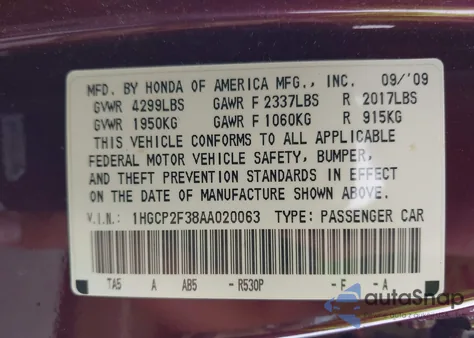 MFD. BY HONDA OF AMERICA MFG., INC. 09/'09
GVWR 4299LBS GAWR F 2337LBS R 2017LBS
GVWR 1950KG GAWR F 1060KG R 915KG
THIS VEHICLE CONFORMS TO ALL APPLICABLE
FEDERAL MOTOR VEHICLE SAFETY, BUMPER,
AND THEFT PREVENTION STANDARDS IN EFFECT
ON THE DATE OF MANUFACTURE SHOWN ABOVE.
V.I.N.: 1HGCP2F38AA020063 TYPE: PASSENGER CAR
TA5 A AB5 - R530P - E - A
autoSnap